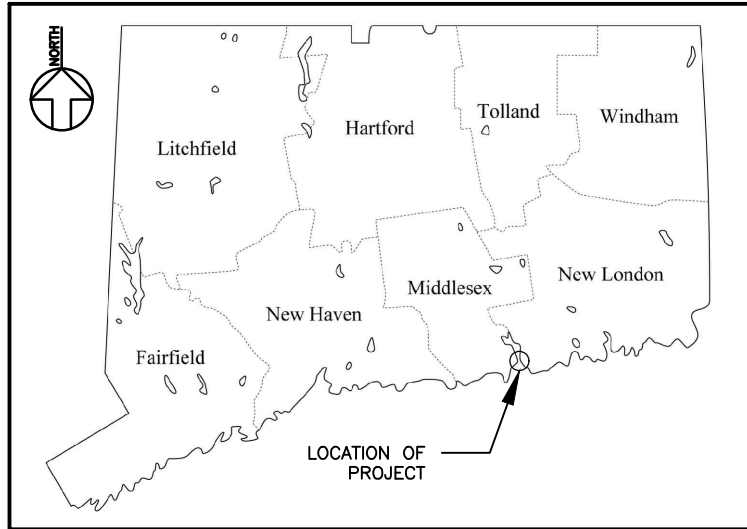 NORTH
Hartford
Tolland
Windham
Litchfield
New London
Middlesex
New Haven
Fairfield
LOCATION OF
PROJECT